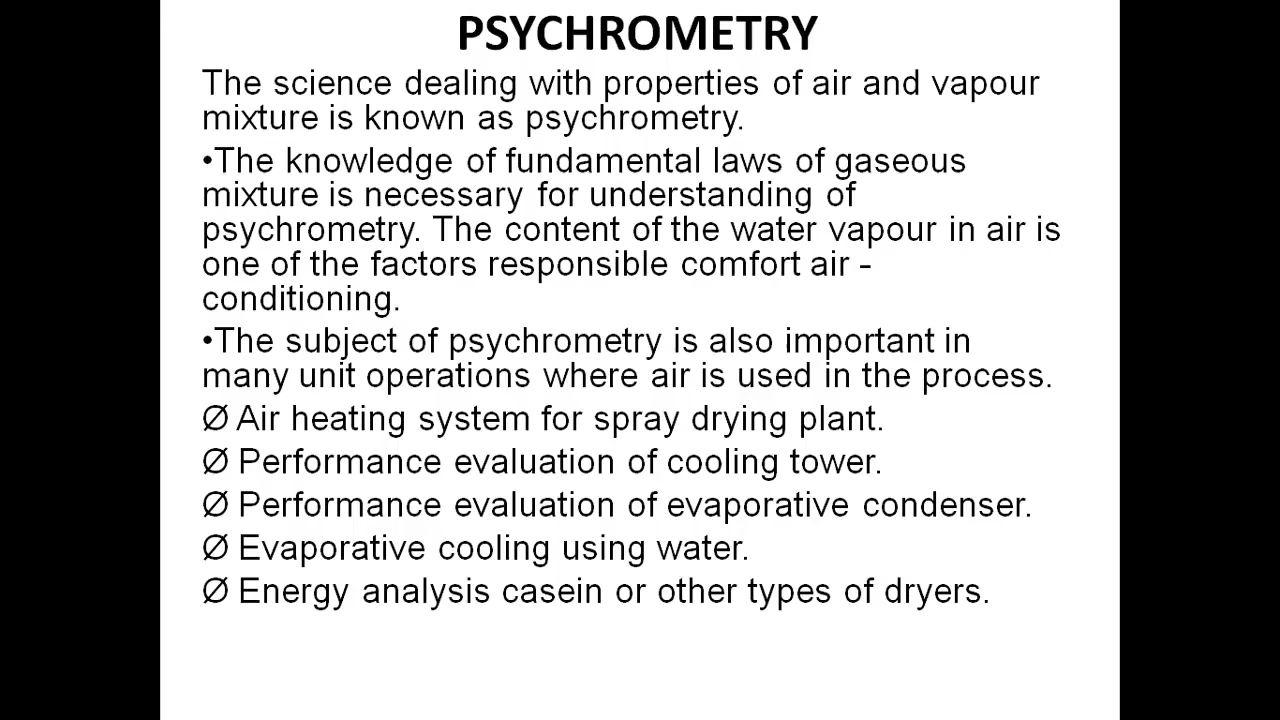 PSYCHROMETRY
The science dealing with properties of air and vapour
mixture is known as psychrometry.
•The knowledge of fundamental laws of gaseous
mixture is necessary for understanding of
psychrometry. The content of the water vapour in air is
one of the factors responsible comfort air -
conditioning.
•The subject of psychrometry is also important in
many unit operations where air is used in the process.
Ø Air heating system for spray drying plant.
Ø Performance evaluation of cooling tower.
Ø Performance evaluation of evaporative condenser.
Ø Evaporative cooling using water.
Ø Energy analysis casein or other types of dryers.